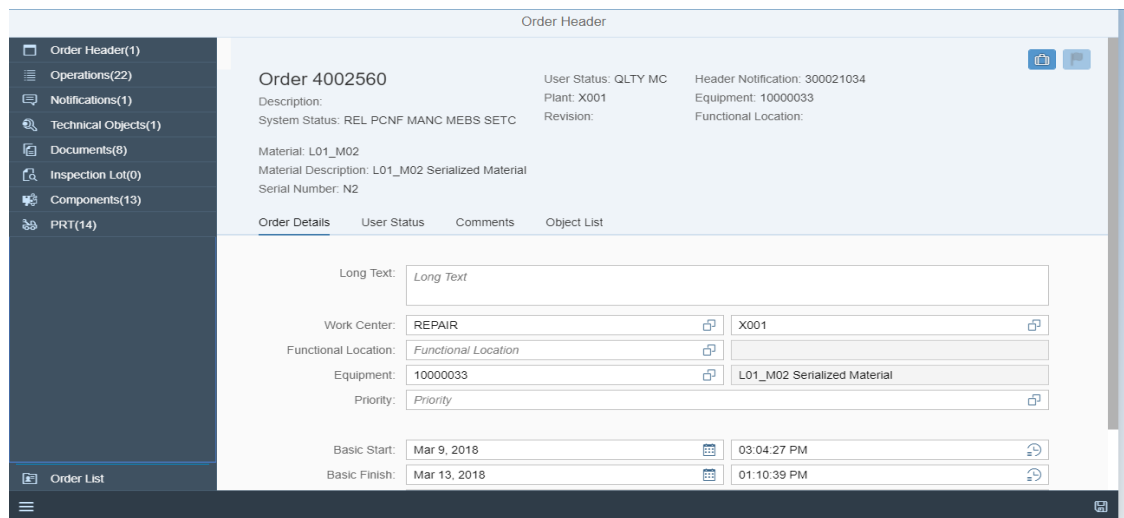 Order Header
Order Header(1)
Operations(22)
Notifications(1)
Technical Objects(1)
Documents(8)
Inspection Lot(0)
Components(13)
PRT(14)
Order List
Order 4002560
Description:
System Status: REL PCNF MANC MEBS SETC
User Status: QLTY MC
Plant: X001
Revision:
Header Notification: 300021034
Equipment: 10000033
Functional Location:
Material: L01_M02
Material Description: L01_M02 Serialized Material
Serial Number: N2
Order Details User Status Comments Object List
Long Text: Long Text
Work Center: REPAIR X001
Functional Location: Functional Location
Equipment: 10000033 L01_M02 Serialized Material
Priority: Priority
Basic Start: Mar 9, 2018 03:04:27 PM
Basic Finish: Mar 13, 2018 01:10:39 PM